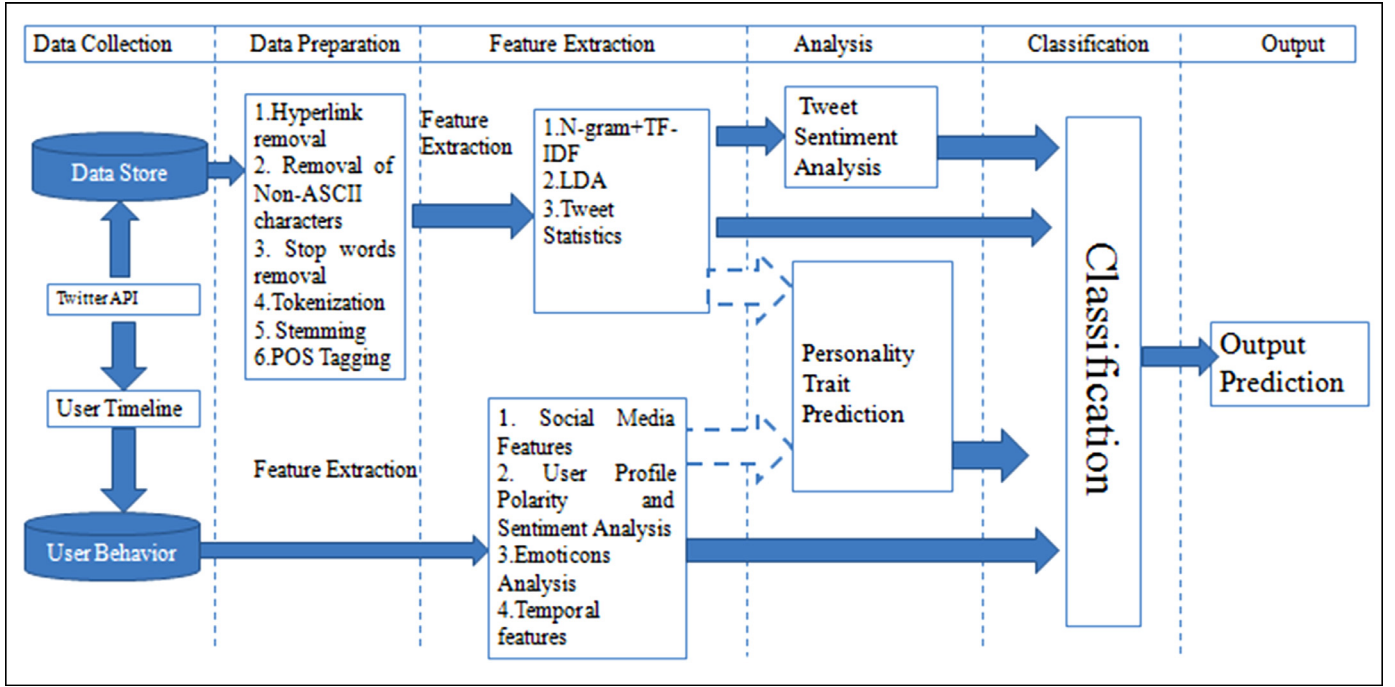 Data Collection
Data Preparation
Feature Extraction
Analysis
Classification
Output
Data Store
TwitterAPI
User Timeline
User Behavior
1.Hyperlink
removal
2. Removal of
Non-ASCII
characters
3. Stop words
removal
4.Tokenization
5. Stemming
6.POS Tagging
Feature
Extraction
Feature Extraction
1.N-gram+TF-
IDF
2.LDA
3.Tweet
Statistics
1. Social Media
Features
2. User Profile
Polarity and
Sentiment Analysis
3.Emoticons
Analysis
4.Temporal
features
Tweet
Sentiment
Analysis
Personality
Trait
Prediction
Classification
Output
Prediction